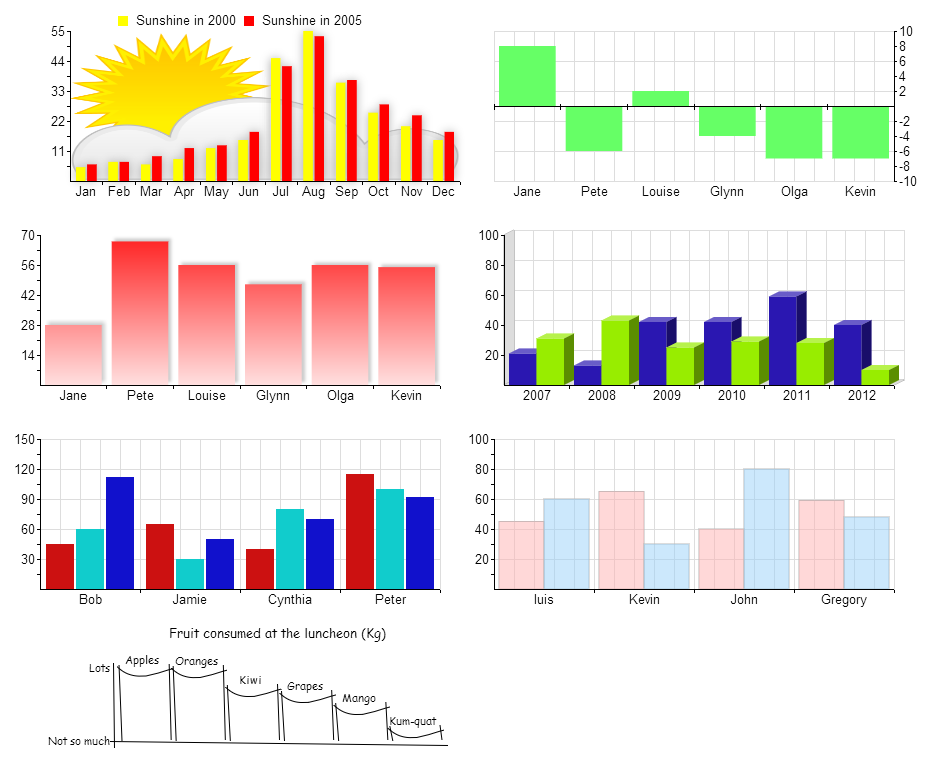 Sunshine in 2000 Sunshine in 2005
55
44
33
22
11
Jan Feb Mar Apr May Jun Jul Aug Sep Oct Nov Dec
10
8
6
4
2
-2
-4
-6
-8
-10
Jane Pete Louise Glynn Olga Kevin
70
56
42
28
14
Jane Pete Louise Glynn Olga Kevin
100
80
60
40
20
2007 2008 2009 2010 2011 2012
150
120
90
60
30
Bob Jamie Cynthia Peter
100
80
60
40
20
luis Kevin John Gregory
Fruit consumed at the luncheon (Kg)
Lots
Apples
Oranges
Kiwi
Grapes
Mango
Kum-quat
Not so much